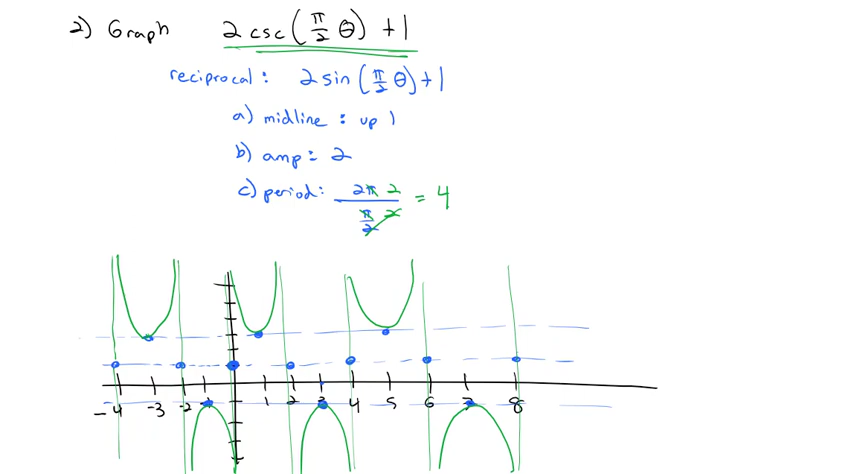 2) Graph 2 csc(π/2 θ) + 1
reciprocal: 2 sin(π/2 θ) + 1
a) midline: up 1
b) amp: 2
c) period: 2π 2 / π/2 2 = 4
-4 -3 -2 -1 1 2 3 4 5 6 7 8